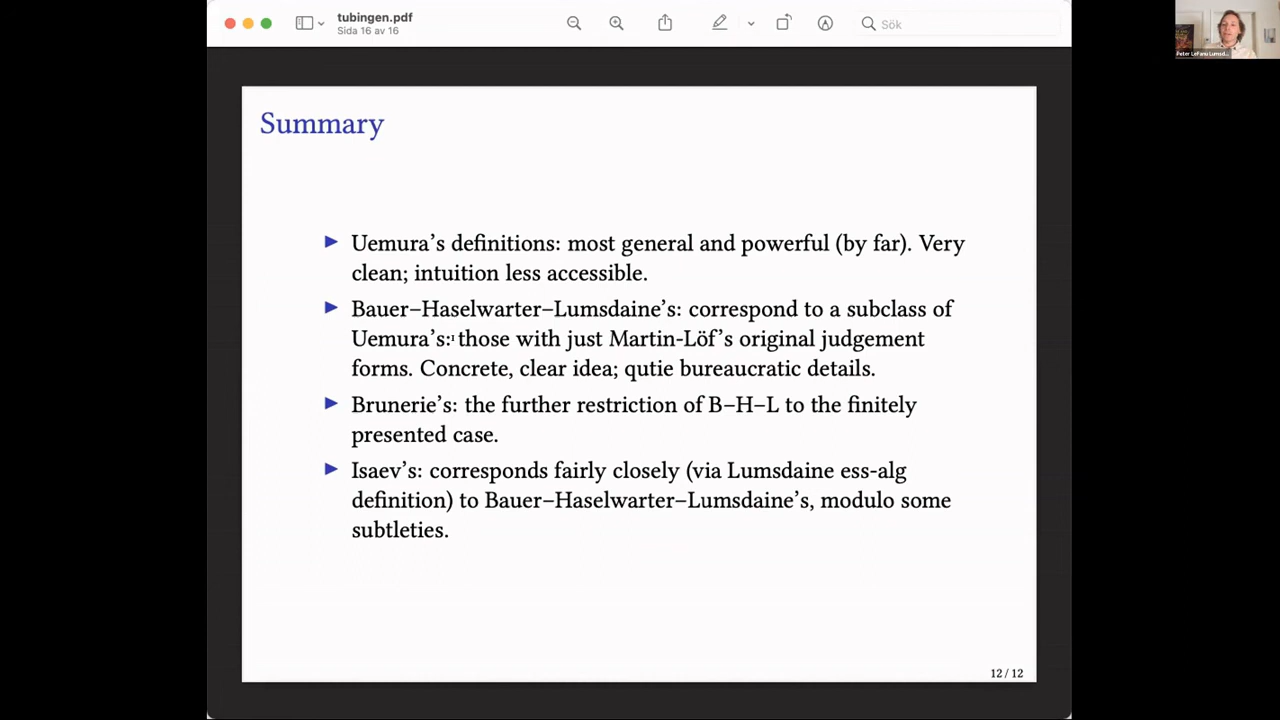 tubingen.pdf
Sida 16 av 16
Sök
Summary
▶ Uemura's definitions: most general and powerful (by far). Very
clean; intuition less accessible.
▶ Bauer–Haselwarter–Lumsdaine's: correspond to a subclass of
Uemura's: those with just Martin-Löf's original judgement
forms. Concrete, clear idea; qutie bureaucratic details.
▶ Brunerie's: the further restriction of B–H–L to the finitely
presented case.
▶ Isaev's: corresponds fairly closely (via Lumsdaine ess-alg
definition) to Bauer–Haselwarter–Lumsdaine's, modulo some
subtleties.
12 / 12
Peter LeFanu Lumsd...